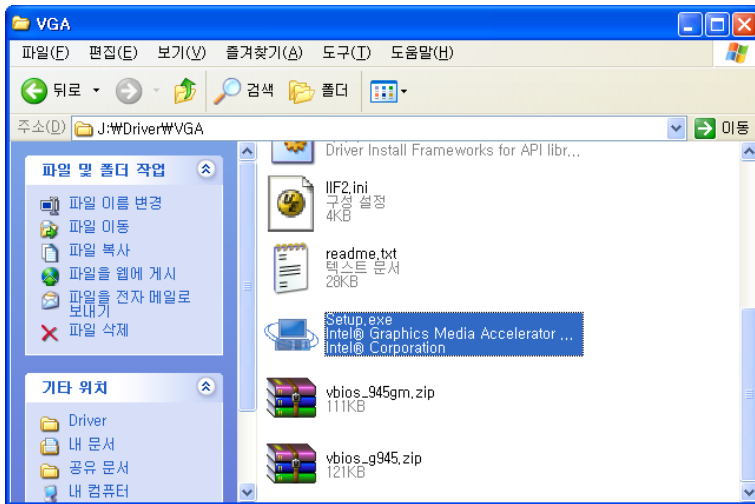 VGA
파일(F) 편집(E) 보기(V) 즐겨찾기(A) 도구(T) 도움말(H)
뒤로 검색 폴더
주소(D) J:₩Driver₩VGA 이동
파일 및 폴더 작업
파일 이름 변경
파일 이동
파일 복사
파일을 웹에 게시
파일을 전자 메일로
보내기
파일 삭제
기타 위치
Driver
내 문서
공유 문서
내 컴퓨터
Driver Install Frameworks for API libr...
IIF2.ini
구성 설정
4KB
readme.txt
텍스트 문서
28KB
Setup.exe
Intel® Graphics Media Accelerator ...
Intel® Corporation
vbios_945gm.zip
111KB
vbios_g945.zip
121KB